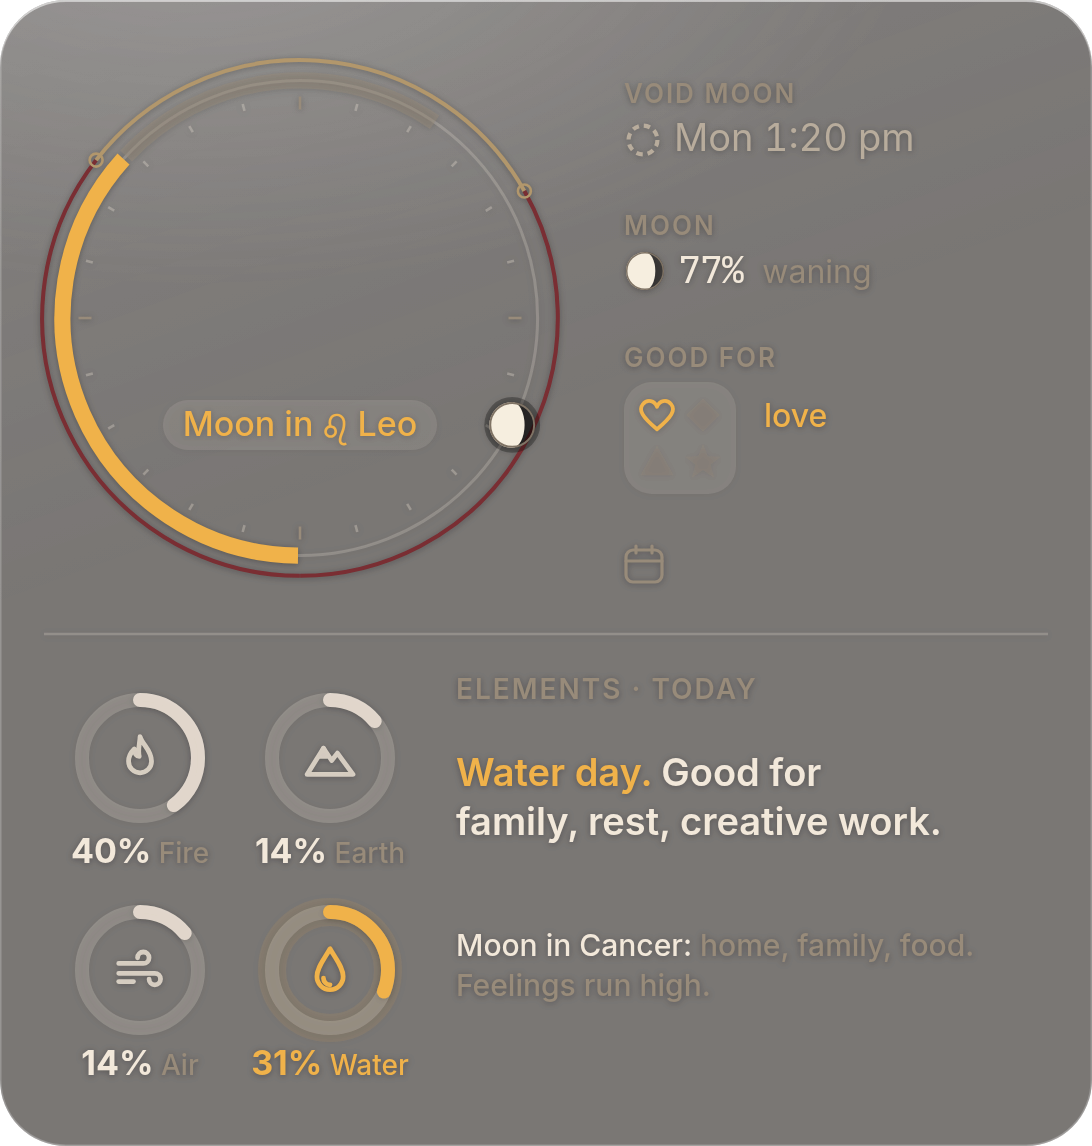 VOID MOON
Mon 1:20 pm
MOON
77% waning
GOOD FOR
love
Moon in ♌ Leo
ELEMENTS · TODAY
Water day. Good for
family, rest, creative work.
Moon in Cancer: home, family, food.
Feelings run high.
40% Fire
14% Earth
14% Air
31% Water